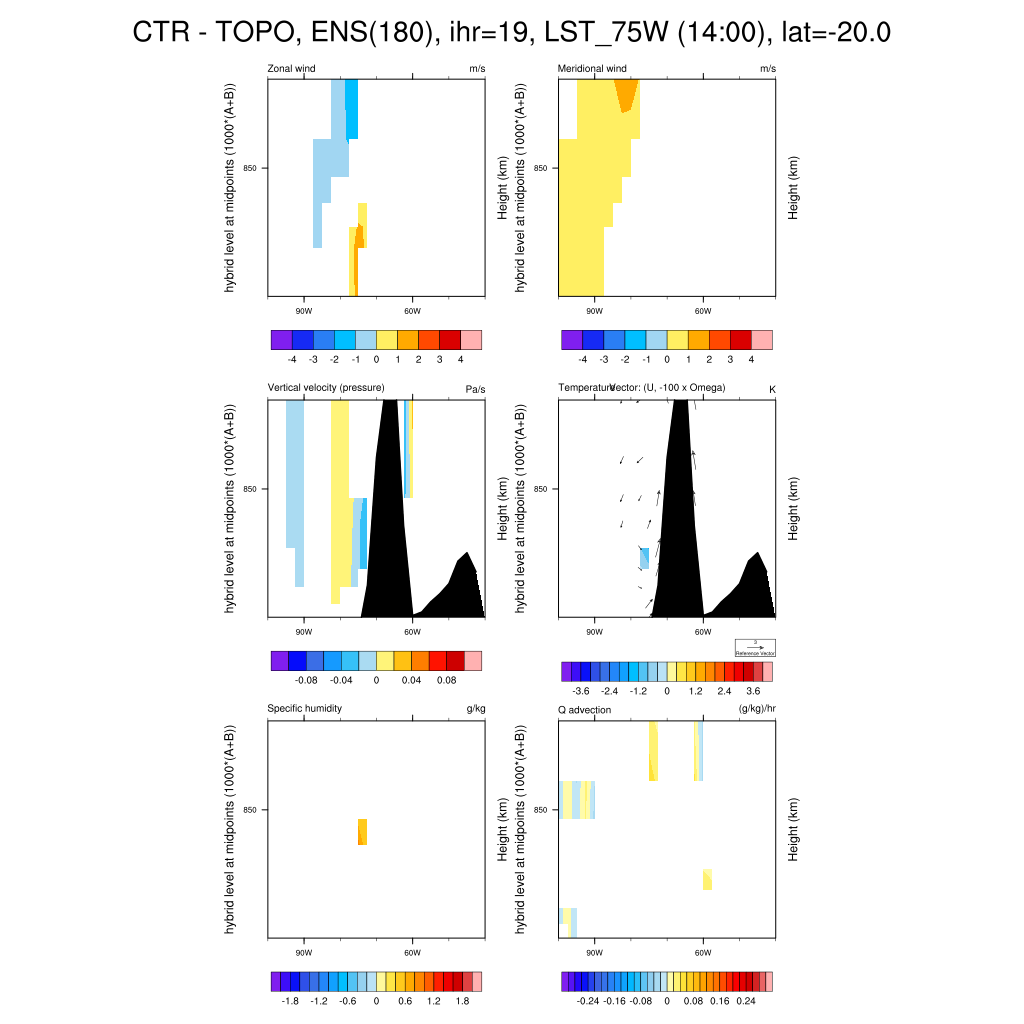 CTR - TOPO, ENS(180), ihr=19, LST_75W (14:00), lat=-20.0
Zonal wind m/s
hybrid level at midpoints (1000*(A+B))
850
Height (km)
90W 60W
-4 -3 -2 -1 0 1 2 3 4
Meridional wind m/s
hybrid level at midpoints (1000*(A+B))
850
Height (km)
90W 60W
-4 -3 -2 -1 0 1 2 3 4
Vertical velocity (pressure) Pa/s
hybrid level at midpoints (1000*(A+B))
850
Height (km)
90W 60W
-0.08 -0.04 0 0.04 0.08
Temperature Vector: (U, -100 x Omega) K
hybrid level at midpoints (1000*(A+B))
850
Height (km)
90W 60W
3
Reference Vector
-3.6 -2.4 -1.2 0 1.2 2.4 3.6
Specific humidity g/kg
hybrid level at midpoints (1000*(A+B))
850
Height (km)
90W 60W
-1.8 -1.2 -0.6 0 0.6 1.2 1.8
Q advection (g/kg)/hr
hybrid level at midpoints (1000*(A+B))
850
Height (km)
90W 60W
-0.24 -0.16 -0.08 0 0.08 0.16 0.24